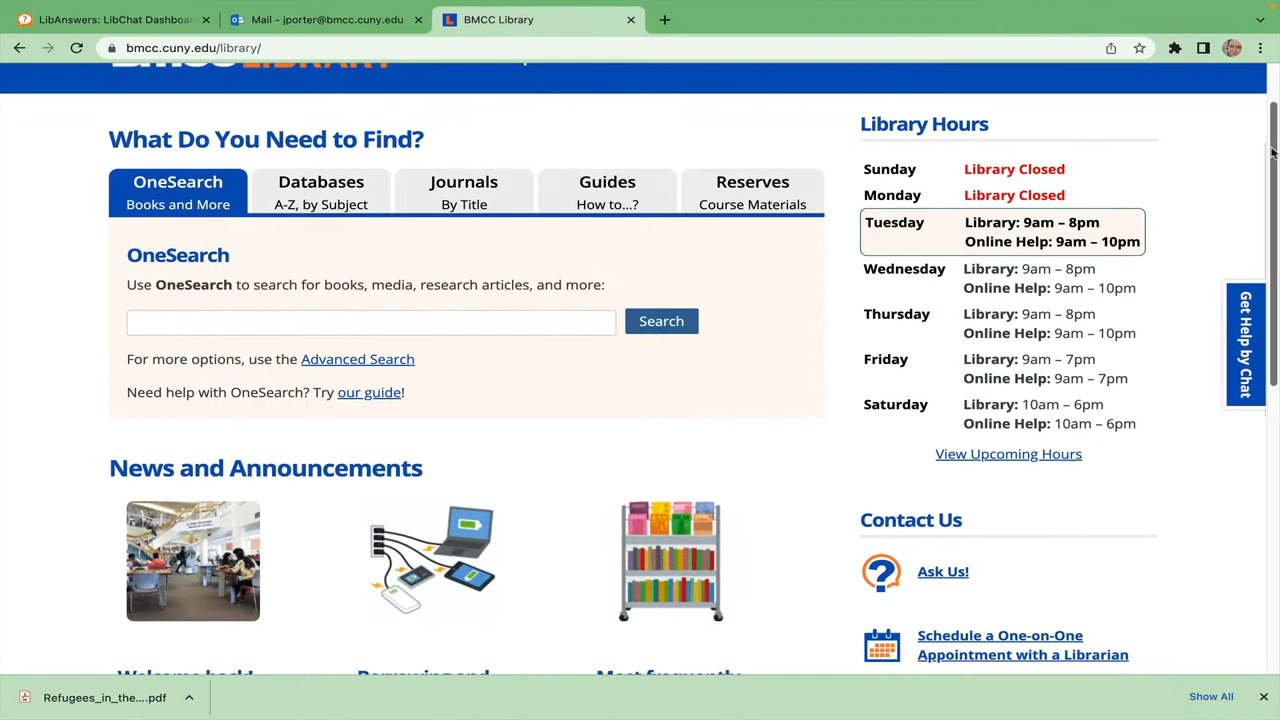 LibAnswers: LibChat Dashboa
Mail - jporter@bmcc.cuny.edu
BMCC Library
bmcc.cuny.edu/library/
What Do You Need to Find?
OneSearch
Books and More
Databases
A-Z, by Subject
Journals
By Title
Guides
How to...?
Reserves
Course Materials
OneSearch
Use OneSearch to search for books, media, research articles, and more:
Search
For more options, use the Advanced Search
Need help with OneSearch? Try our guide!
News and Announcements
Library Hours
Sunday Library Closed
Monday Library Closed
Tuesday Library: 9am – 8pm
Online Help: 9am – 10pm
Wednesday Library: 9am – 8pm
Online Help: 9am – 10pm
Thursday Library: 9am – 8pm
Online Help: 9am – 10pm
Friday Library: 9am – 7pm
Online Help: 9am – 7pm
Saturday Library: 10am – 6pm
Online Help: 10am – 6pm
View Upcoming Hours
Contact Us
Ask Us!
Schedule a One-on-One
Appointment with a Librarian
Get Help by Chat
Welcome back!
Borrowing and
Most frequently
Refugees_in_the....pdf
Show All